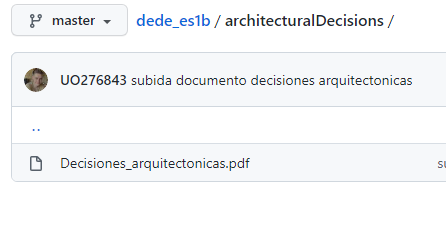 master dede_es1b / architecturalDecisions /
UO276843 subida documento decisiones arquitectonicas
..
Decisiones_arquitectonicas.pdf